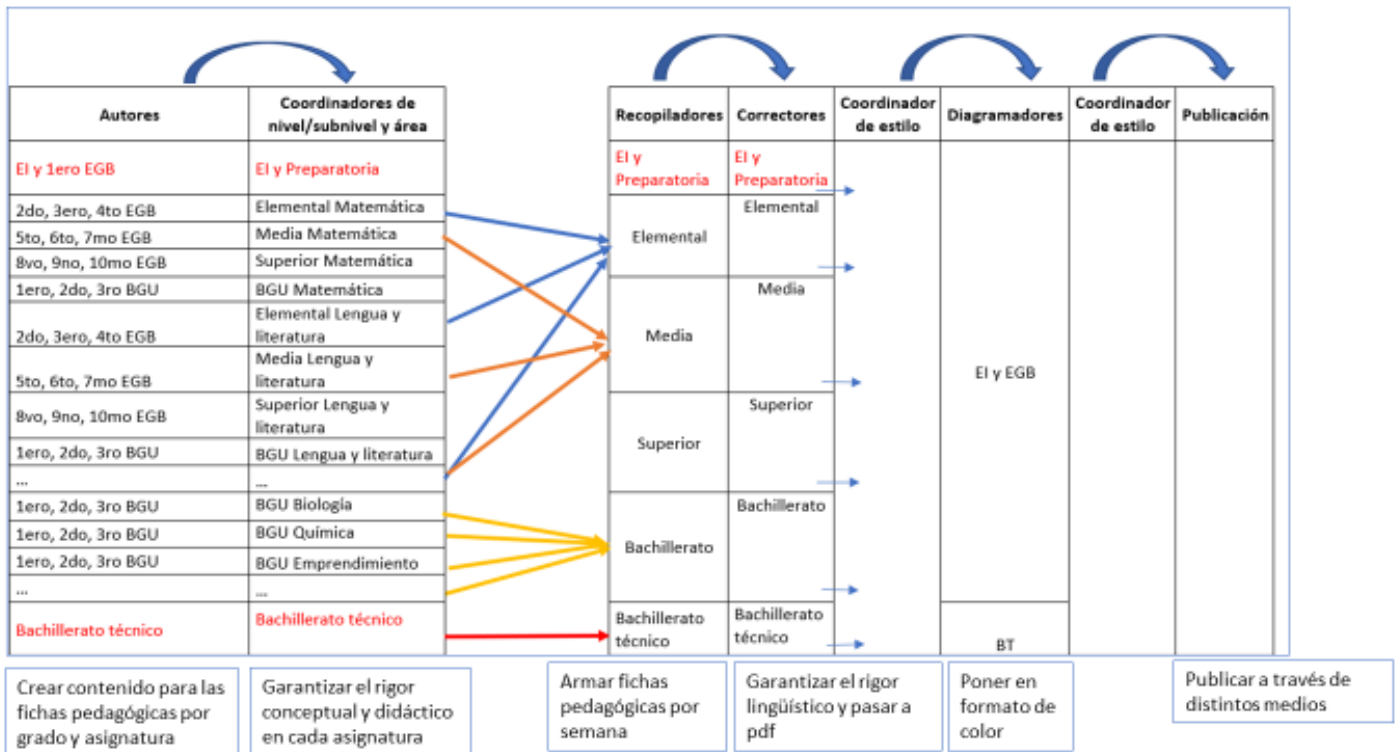 Autores
Coordinadores de
nivel/subnivel y área
Recopiladores
Correctores
Coordinador
de estilo
Diagramadores
Coordinador
de estilo
Publicación
EI y 1ero EGB
EI y Preparatoria
EI y
Preparatoria
EI y
Preparatoria
2do, 3ero, 4to EGB
Elemental Matemática
Elemental
Elemental
5to, 6to, 7mo EGB
Media Matemática
8vo, 9no, 10mo EGB
Superior Matemática
1ero, 2do, 3ro BGU
BGU Matemática
Media
Media
2do, 3ero, 4to EGB
Elemental Lengua y
literatura
5to, 6to, 7mo EGB
Media Lengua y
literatura
EI y EGB
8vo, 9no, 10mo EGB
Superior Lengua y
literatura
Superior
Superior
1ero, 2do, 3ro BGU
BGU Lengua y literatura
...
...
1ero, 2do, 3ro BGU
BGU Biología
Bachillerato
Bachillerato
1ero, 2do, 3ro BGU
BGU Química
1ero, 2do, 3ro BGU
BGU Emprendimiento
...
...
Bachillerato técnico
Bachillerato técnico
Bachillerato
técnico
Bachillerato
técnico
BT
Crear contenido para las
fichas pedagógicas por
grado y asignatura
Garantizar el rigor
conceptual y didáctico
en cada asignatura
Armar fichas
pedagógicas por
semana
Garantizar el rigor
lingüístico y pasar a
pdf
Poner en
formato de
color
Publicar a través de
distintos medios